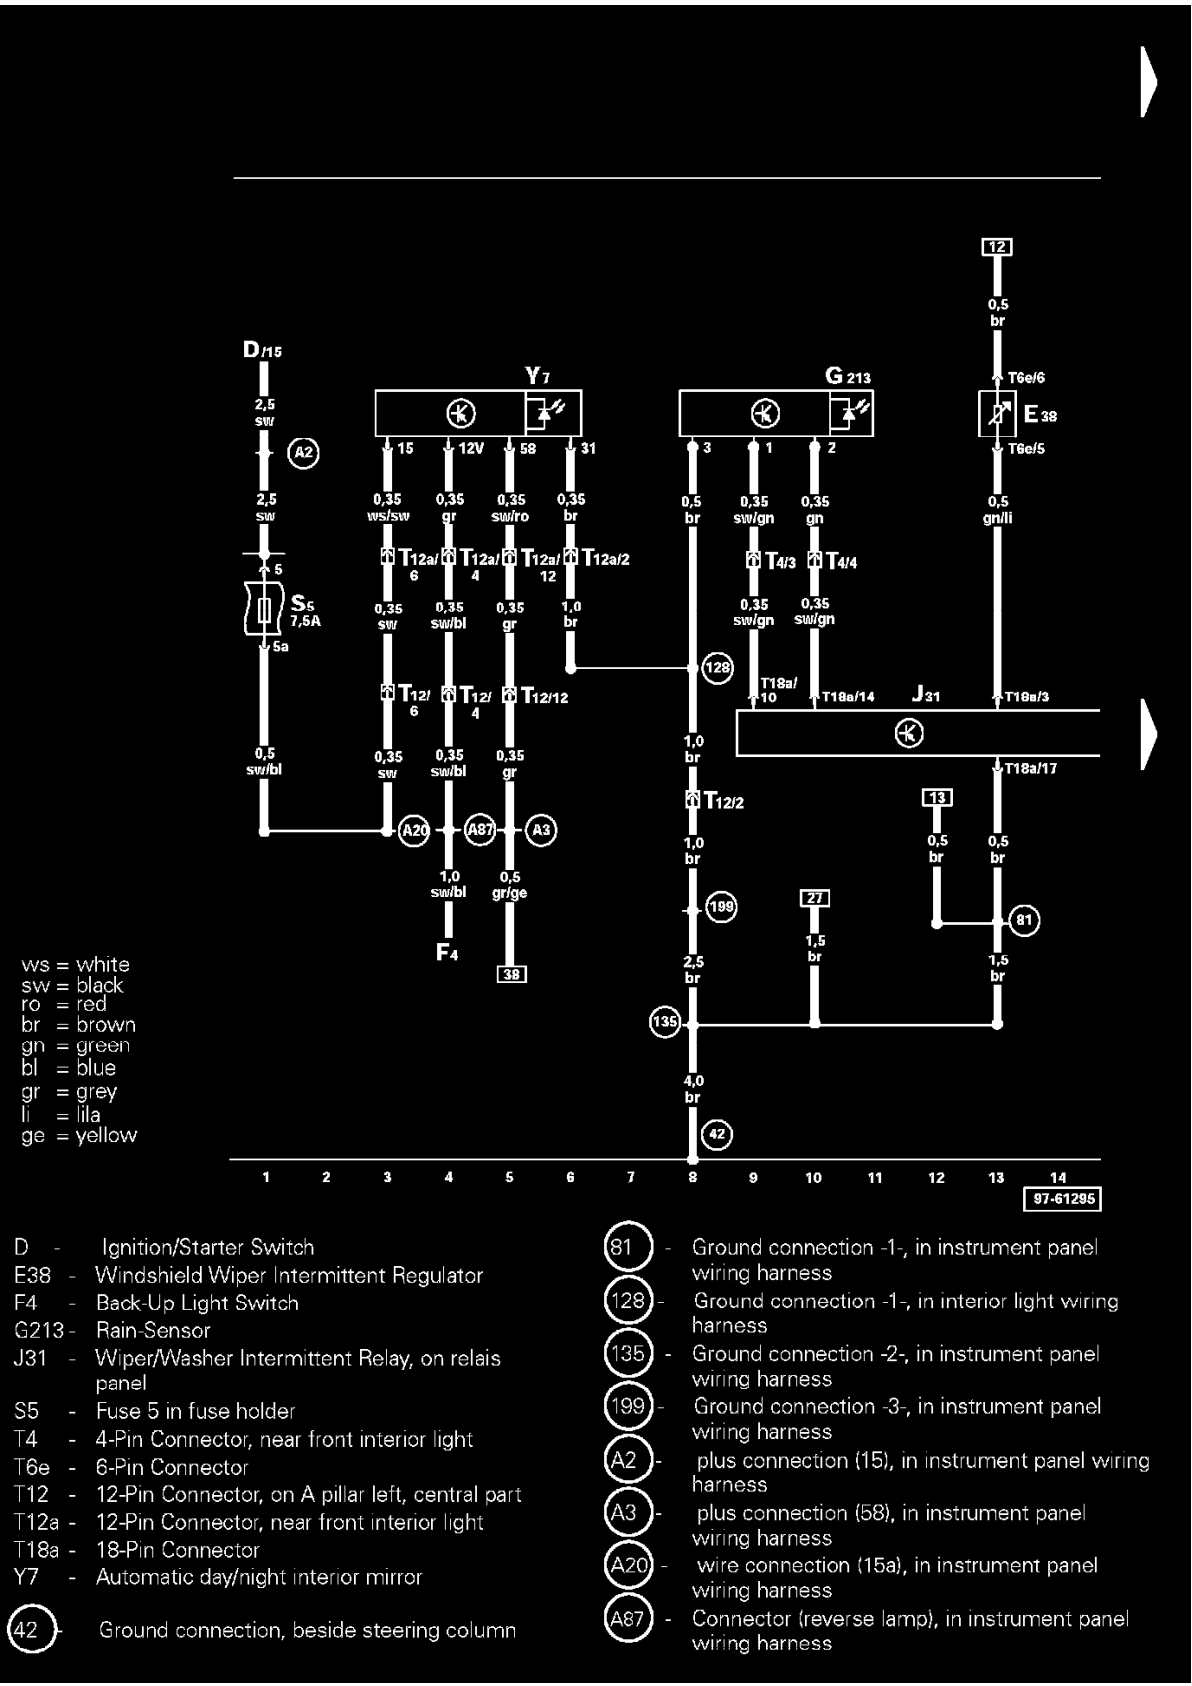 12
0,5
br
D/15
Y7
G213
T6e/6
2,5
sw
E38
A2
15
12V
58
31
3
1
2
T6e/5
2,5
sw
0,35
ws/sw
0,35
gr
0,35
sw/ro
0,35
br
0,5
br
0,35
sw/gn
0,35
gn
0,5
gn/li
5
T12a/
6
T12a/
4
T12a/
12
T12a/2
T4/3
T4/4
S5
7,5A
0,35
sw
0,35
sw/bl
0,35
gr
1,0
br
0,35
sw/gn
0,35
sw/gn
5a
128
T12/
6
T12/
4
T12/12
T18a/
10
T18a/14
J31
T18a/3
0,5
sw/bl
0,35
sw
0,35
sw/bl
0,35
gr
1,0
br
T18a/17
T12/2
13
A20
A87
A3
1,0
br
0,5
br
0,5
br
1,0
sw/bl
0,5
gr/ge
199
27
81
F4
38
2,5
br
1,5
br
1,5
br
ws = white
sw = black
ro = red
br = brown
gn = green
bl = blue
gr = grey
li = lila
ge = yellow
135
4,0
br
42
1 2 3 4 5 6 7 8 9 10 11 12 13 14
97-61295
D - Ignition/Starter Switch
E38 - Windshield Wiper Intermittent Regulator
F4 - Back-Up Light Switch
G213 - Rain-Sensor
J31 - Wiper/Washer Intermittent Relay, on relais
panel
S5 - Fuse 5 in fuse holder
T4 - 4-Pin Connector, near front interior light
T6e - 6-Pin Connector
T12 - 12-Pin Connector, on A pillar left, central part
T12a - 12-Pin Connector, near front interior light
T18a - 18-Pin Connector
Y7 - Automatic day/night interior mirror
42 - Ground connection, beside steering column
81 - Ground connection -1-, in instrument panel
wiring harness
128 - Ground connection -1-, in interior light wiring
harness
135 - Ground connection -2-, in instrument panel
wiring harness
199 - Ground connection -3-, in instrument panel
wiring harness
A2 - plus connection (15), in instrument panel wiring
harness
A3 - plus connection (58), in instrument panel
wiring harness
A20 - wire connection (15a), in instrument panel
wiring harness
A87 - Connector (reverse lamp), in instrument panel
wiring harness